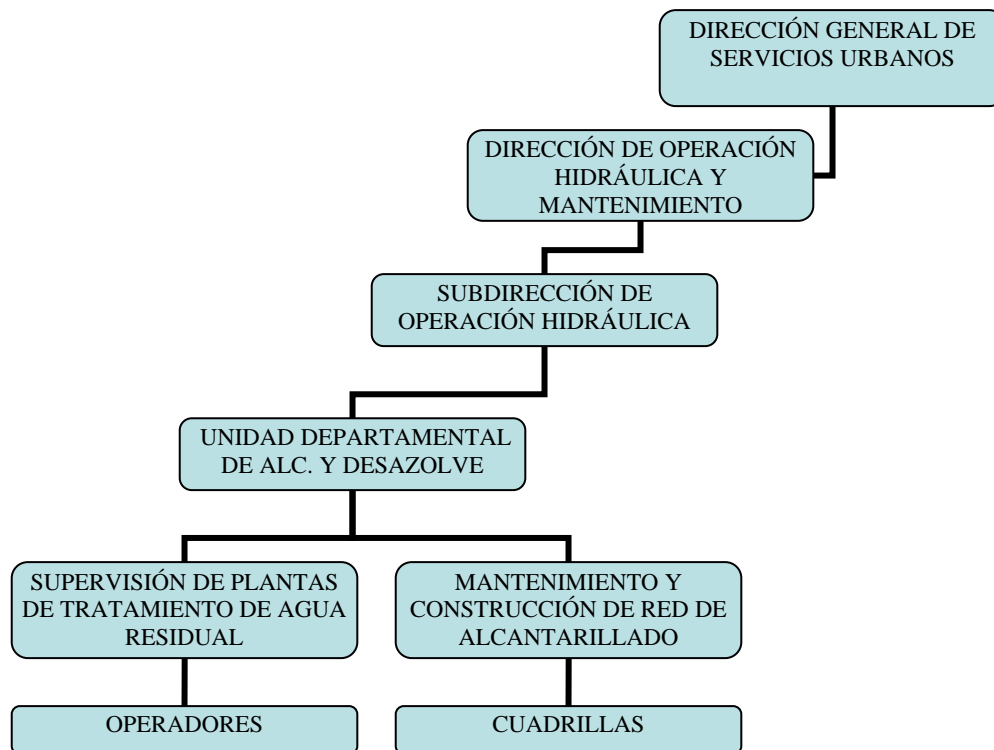 DIRECCIÓN GENERAL DE
SERVICIOS URBANOS
DIRECCIÓN DE OPERACIÓN
HIDRÁULICA Y
MANTENIMIENTO
SUBDIRECCIÓN DE
OPERACIÓN HIDRÁULICA
UNIDAD DEPARTAMENTAL
DE ALC. Y DESAZOLVE
SUPERVISIÓN DE PLANTAS
DE TRATAMIENTO DE AGUA
RESIDUAL
MANTENIMIENTO Y
CONSTRUCCIÓN DE RED DE
ALCANTARILLADO
OPERADORES
CUADRILLAS